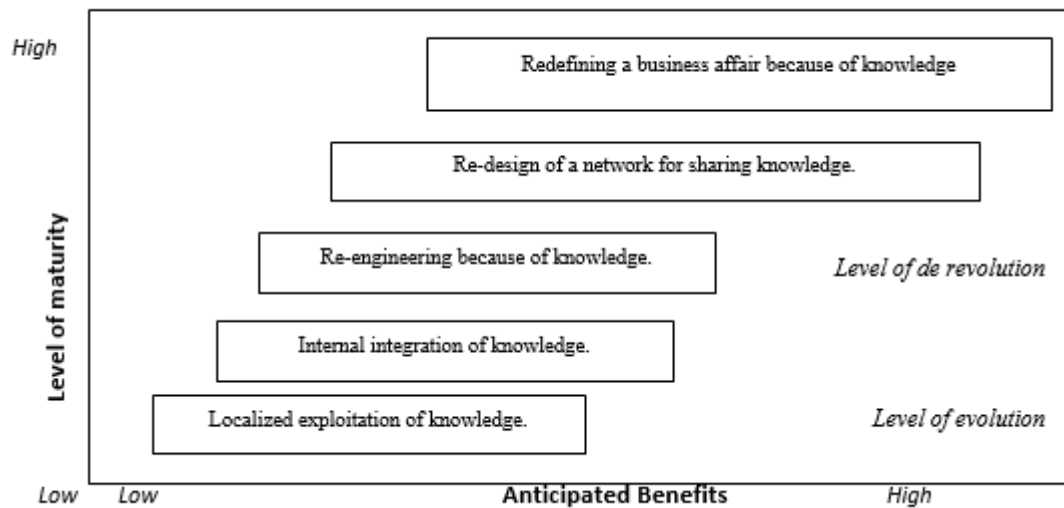 High
Redefining a business affair because of knowledge
Re-design of a network for sharing knowledge.
Level of maturity
Re-engineering because of knowledge.
Level of de revolution
Internal integration of knowledge.
Localized exploitation of knowledge.
Level of evolution
Low
Low
Anticipated Benefits
High